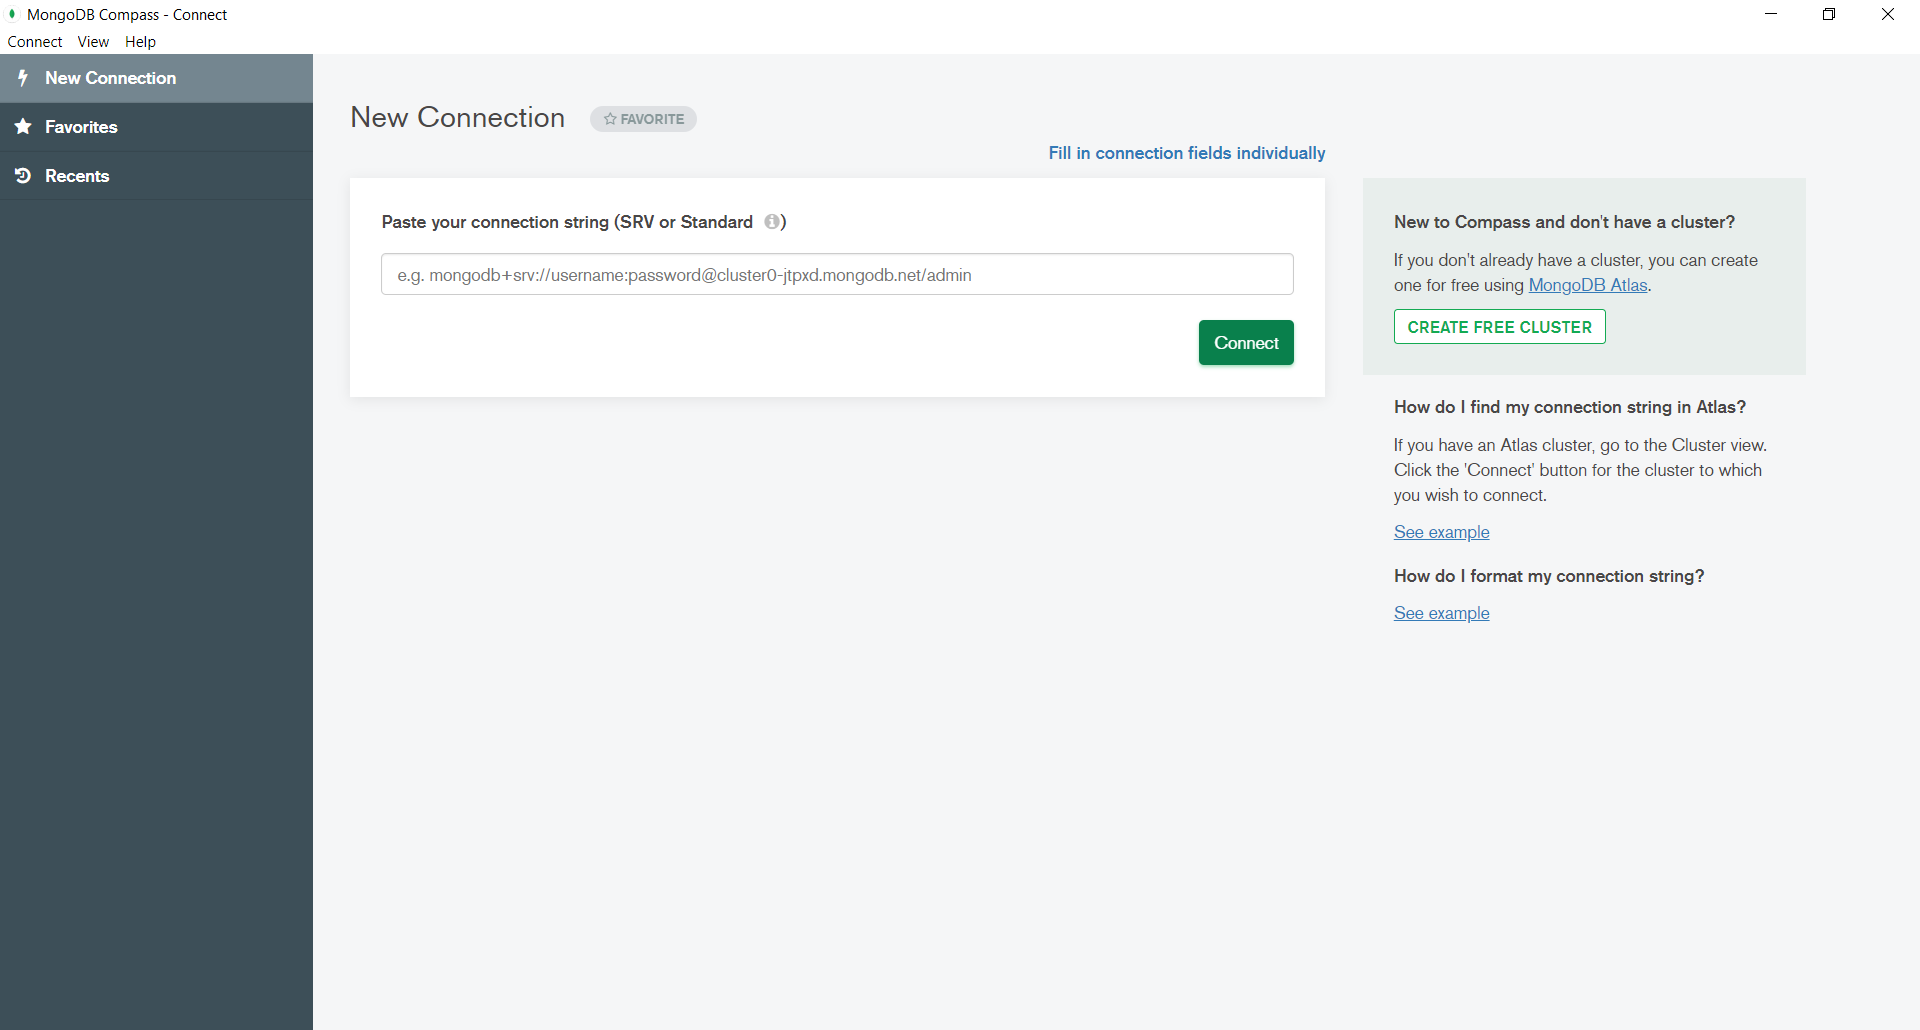 MongoDB Compass - Connect
Connect View Help
New Connection
Favorites
Recents
New Connection
FAVORITE
Fill in connection fields individually
Paste your connection string (SRV or Standard )
e.g. mongodb+srv://username:password@cluster0-jtpxd.mongodb.net/admin
Connect
New to Compass and don't have a cluster?
If you don't already have a cluster, you can create
one for free using MongoDB Atlas.
CREATE FREE CLUSTER
How do I find my connection string in Atlas?
If you have an Atlas cluster, go to the Cluster view.
Click the 'Connect' button for the cluster to which
you wish to connect.
See example
How do I format my connection string?
See example